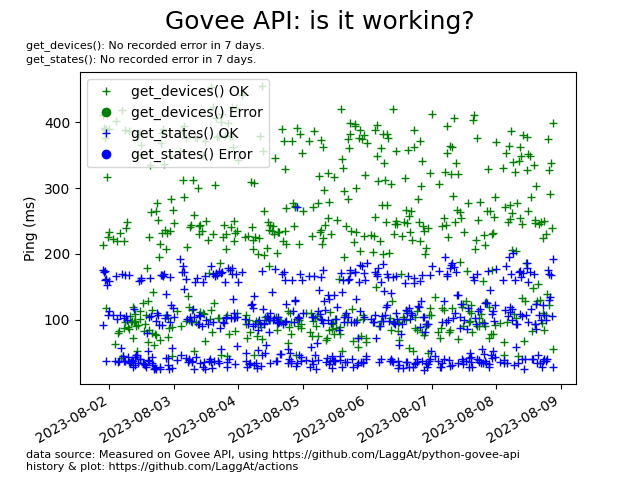 Govee API: is it working?
get_devices(): No recorded error in 7 days.
get_states(): No recorded error in 7 days.
get_devices() OK
get_devices() Error
get_states() OK
get_states() Error
Ping (ms)
400
300
200
100
2023-08-02
2023-08-03
2023-08-04
2023-08-05
2023-08-06
2023-08-07
2023-08-08
2023-08-09
data source: Measured on Govee API, using https://github.com/LaggAt/python-govee-api
history & plot: https://github.com/LaggAt/actions